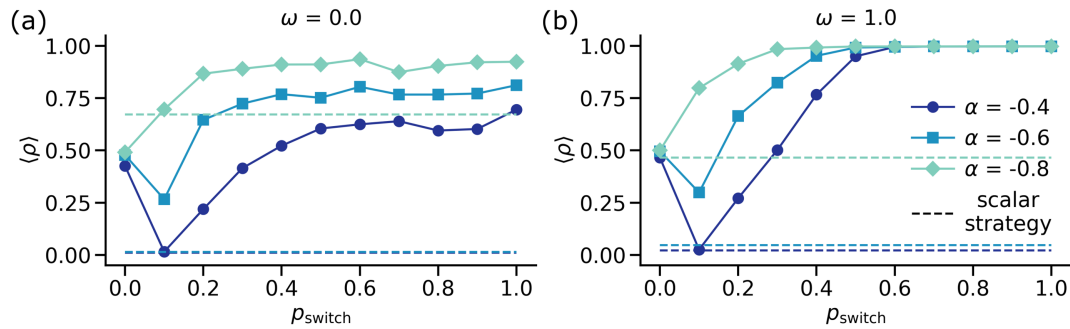 (a)
ω = 0.0
⟨ρ⟩
1.00
0.75
0.50
0.25
0.00
0.0 0.2 0.4 0.6 0.8 1.0
pswitch
(b)
ω = 1.0
⟨ρ⟩
1.00
0.75
0.50
0.25
0.00
α = -0.4
α = -0.6
α = -0.8
scalar
strategy
0.0 0.2 0.4 0.6 0.8 1.0
pswitch